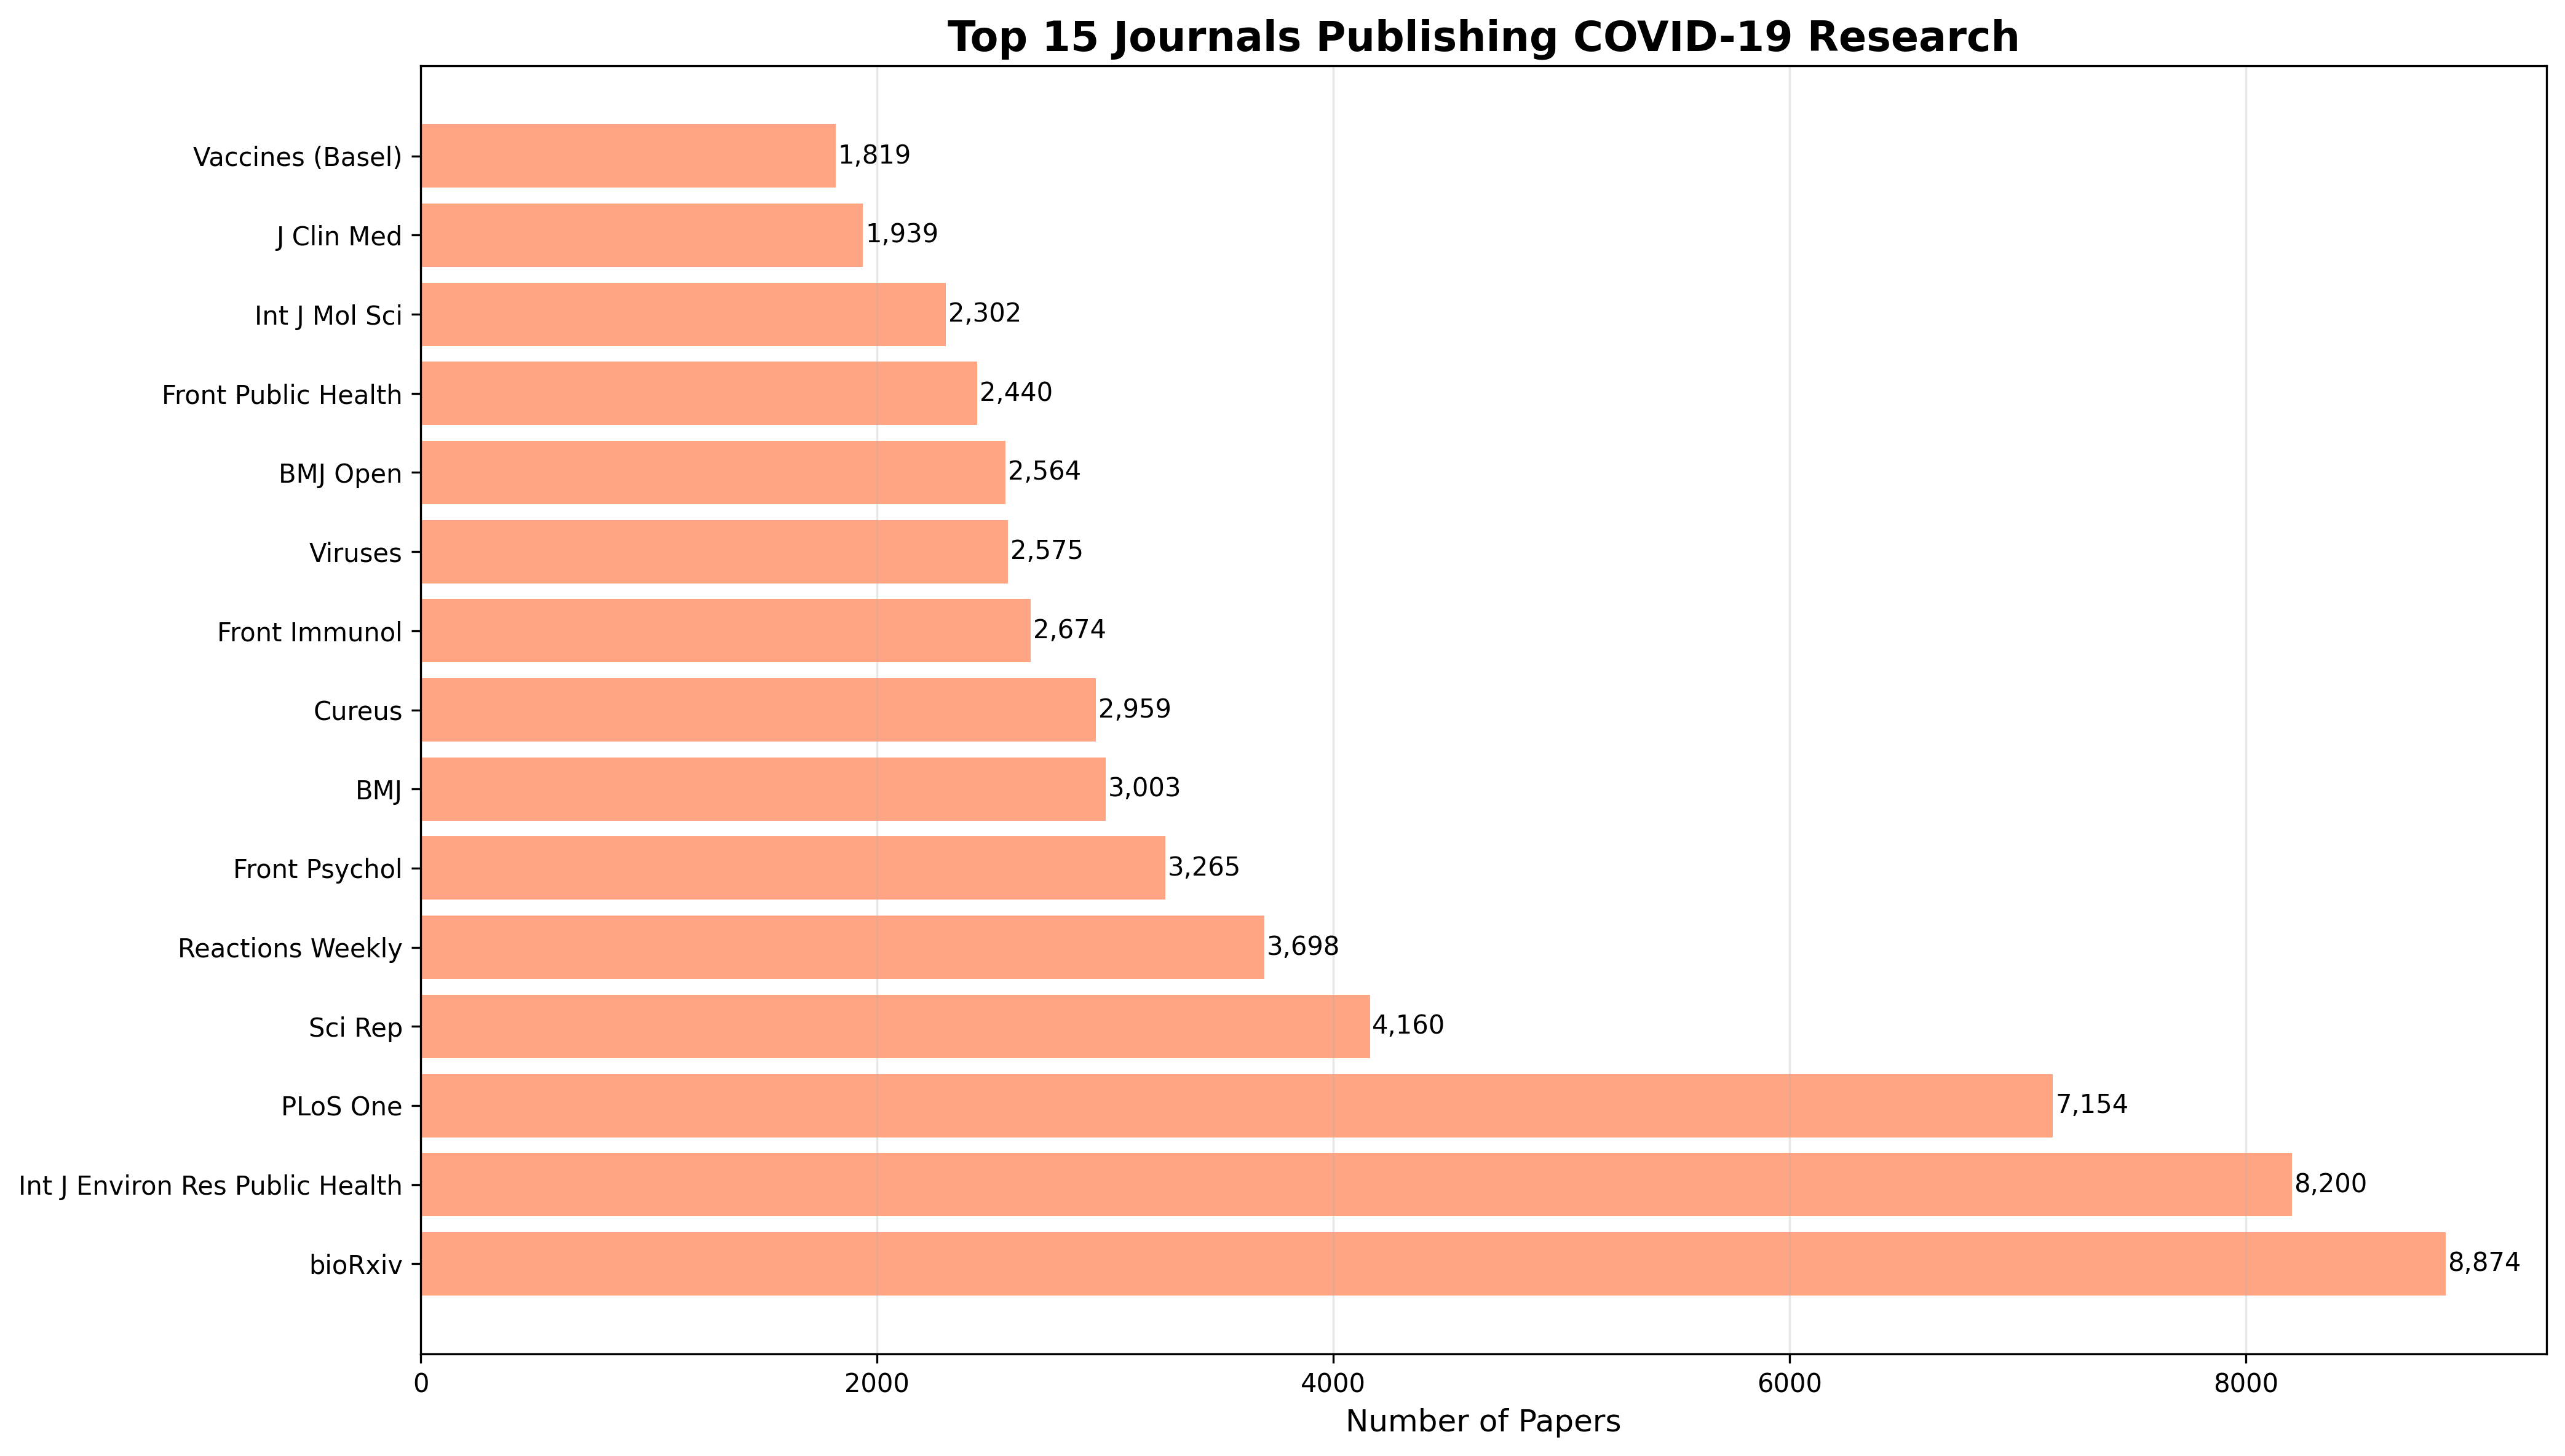 Top 15 Journals Publishing COVID-19 Research
Vaccines (Basel) 1,819
J Clin Med 1,939
Int J Mol Sci 2,302
Front Public Health 2,440
BMJ Open 2,564
Viruses 2,575
Front Immunol 2,674
Cureus 2,959
BMJ 3,003
Front Psychol 3,265
Reactions Weekly 3,698
Sci Rep 4,160
PLoS One 7,154
Int J Environ Res Public Health 8,200
bioRxiv 8,874
0 2000 4000 6000 8000
Number of Papers